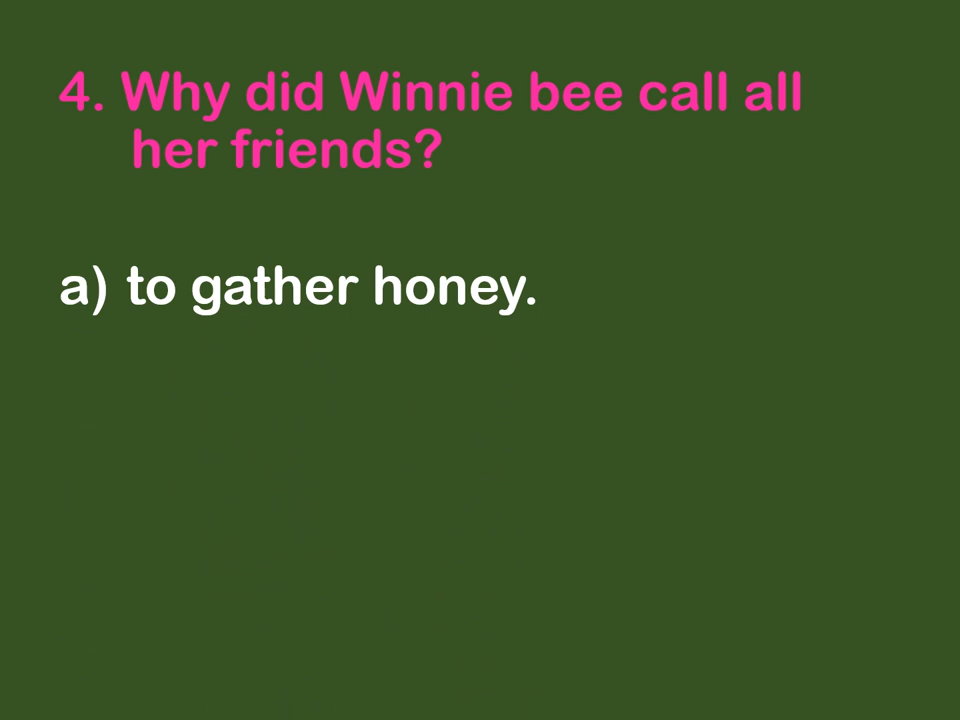 4. Why did Winnie bee call all
her friends?
a) to gather honey.